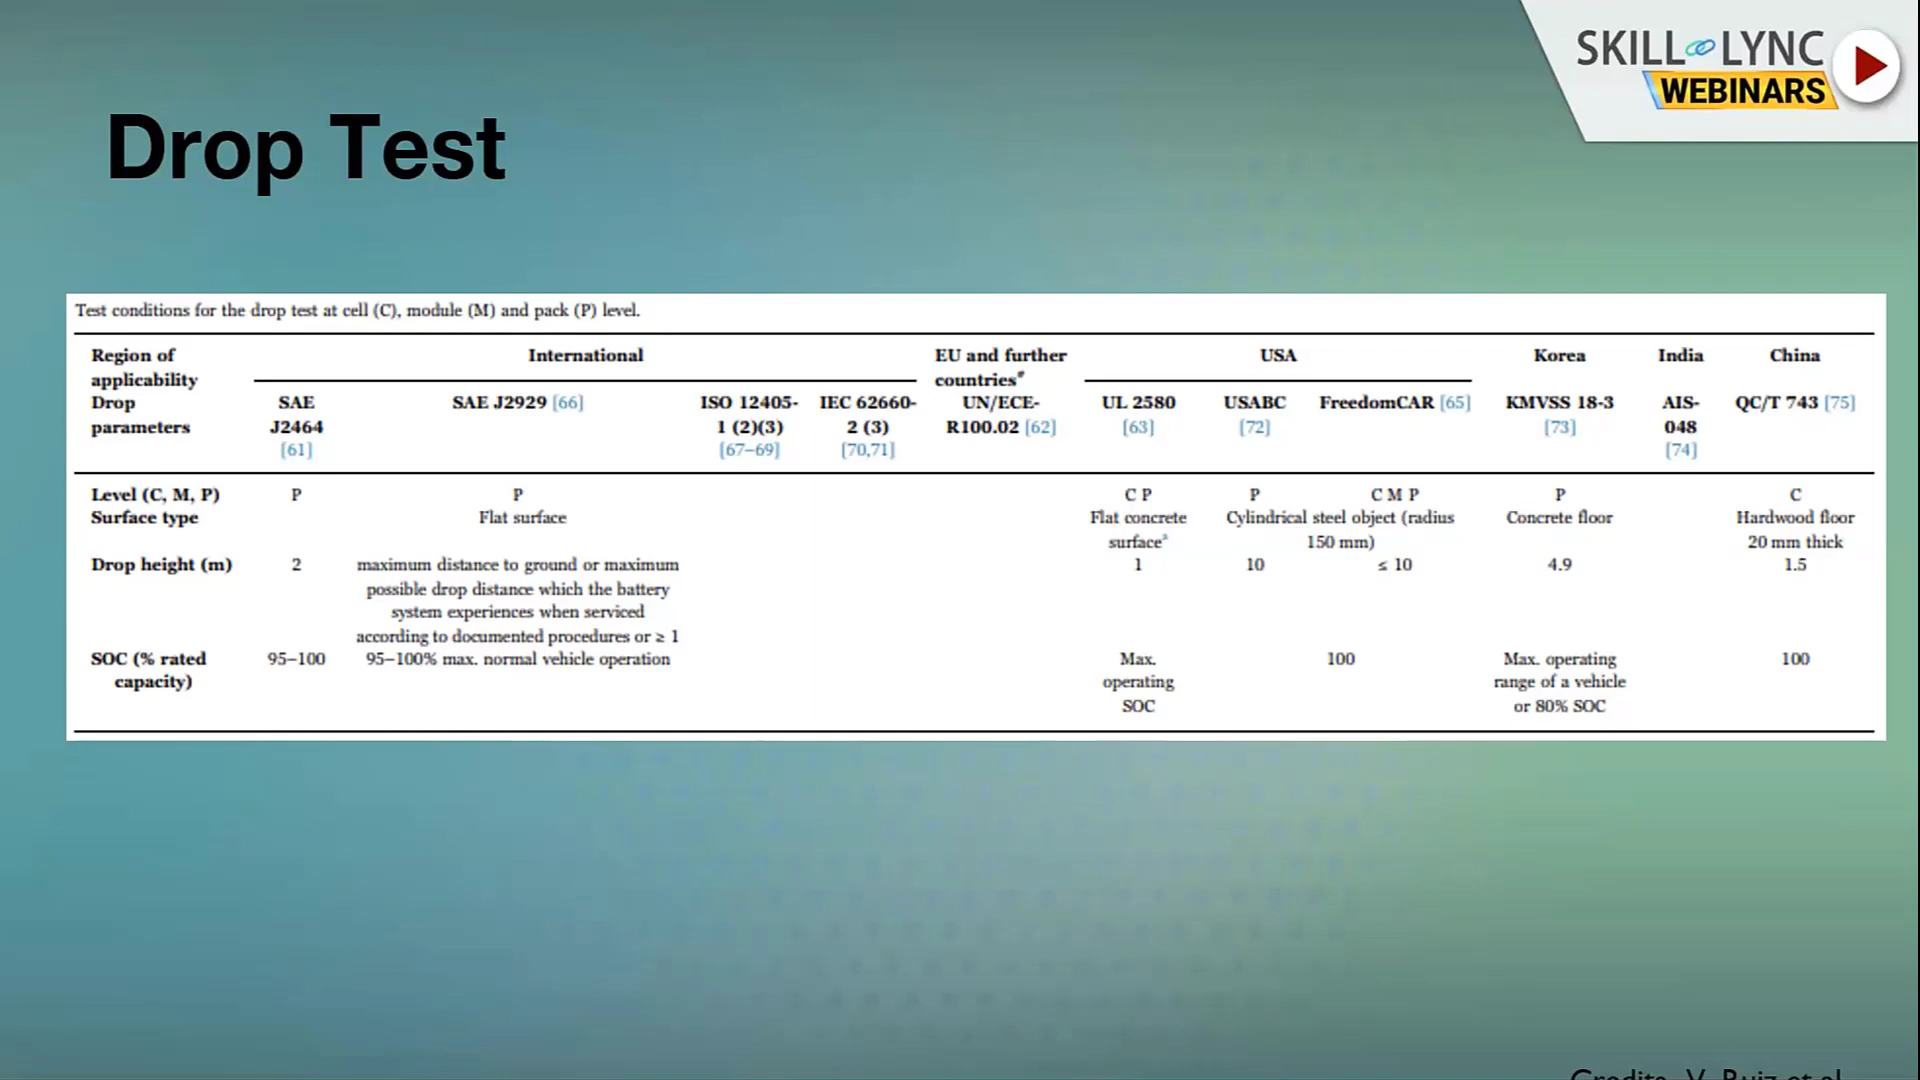 SKILL LYNC
WEBINARS
Drop Test
Test conditions for the drop test at cell (C), module (M) and pack (P) level.
Region of International EU and further USA Korea India China
applicability countries#
Drop SAE SAE J2929 [66] ISO 12405- IEC 62660- UN/ECE- UL 2580 USABC FreedomCAR [65] KMVSS 18-3 AIS- QC/T 743 [75]
parameters J2464 1 (2)(3) 2 (3) R100.02 [62] [63] [72] [73] 048
[61] [67–69] [70,71] [74]
Level (C, M, P) P P C P P C M P P C
Surface type Flat surface Flat concrete Cylindrical steel object (radius Concrete floor Hardwood floor
surfaceª 150 mm) 20 mm thick
Drop height (m) 2 maximum distance to ground or maximum 1 10 ≤ 10 4.9 1.5
possible drop distance which the battery
system experiences when serviced
according to documented procedures or ≥ 1
SOC (% rated 95–100 95–100% max. normal vehicle operation Max. 100 Max. operating 100
capacity) operating range of a vehicle
SOC or 80% SOC
Credits V. Ruiz et al